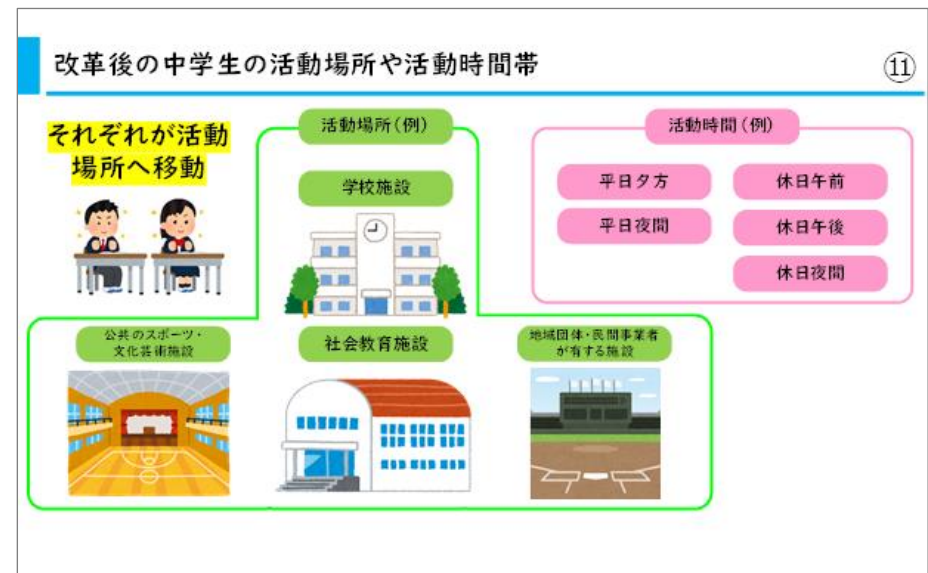 改革後の中学生の活動場所や活動時間帯
⑪
それぞれが活動
場所へ移動
活動場所(例)
学校施設
公共のスポーツ・
文化芸術施設
社会教育施設
地域団体・民間事業者
が有する施設
活動時間(例)
平日夕方
休日午前
平日夜間
休日午後
休日夜間